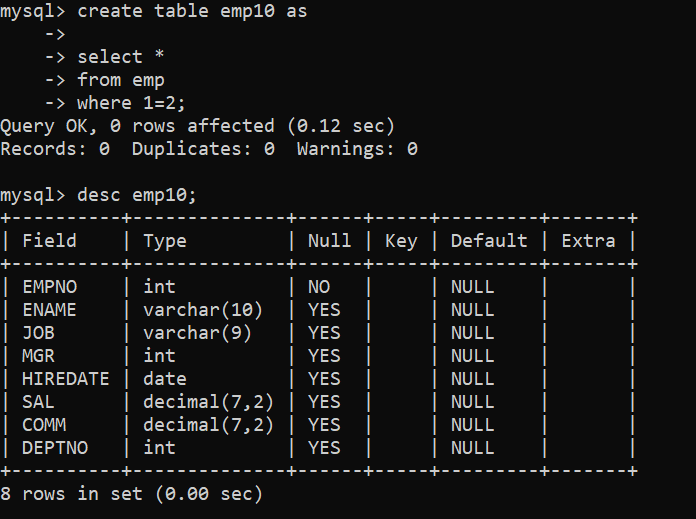 mysql> create table emp10 as
    ->
    -> select *
    -> from emp
    -> where 1=2;
Query OK, 0 rows affected (0.12 sec)
Records: 0  Duplicates: 0  Warnings: 0

mysql> desc emp10;
+----------+--------------+------+-----+---------+-------+
| Field    | Type         | Null | Key | Default | Extra |
+----------+--------------+------+-----+---------+-------+
| EMPNO    | int          | NO   |     | NULL    |       |
| ENAME    | varchar(10)  | YES  |     | NULL    |       |
| JOB      | varchar(9)   | YES  |     | NULL    |       |
| MGR      | int          | YES  |     | NULL    |       |
| HIREDATE | date         | YES  |     | NULL    |       |
| SAL      | decimal(7,2) | YES  |     | NULL    |       |
| COMM     | decimal(7,2) | YES  |     | NULL    |       |
| DEPTNO   | int          | YES  |     | NULL    |       |
+----------+--------------+------+-----+---------+-------+
8 rows in set (0.00 sec)